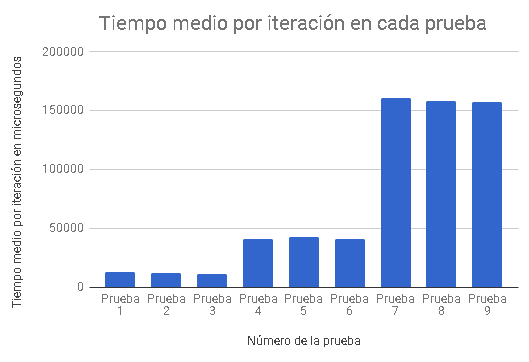 Tiempo medio por iteración en cada prueba
Tiempo medio por iteración en microsegundos
200000
150000
100000
50000
0
Prueba 1
Prueba 2
Prueba 3
Prueba 4
Prueba 5
Prueba 6
Prueba 7
Prueba 8
Prueba 9
Número de la prueba